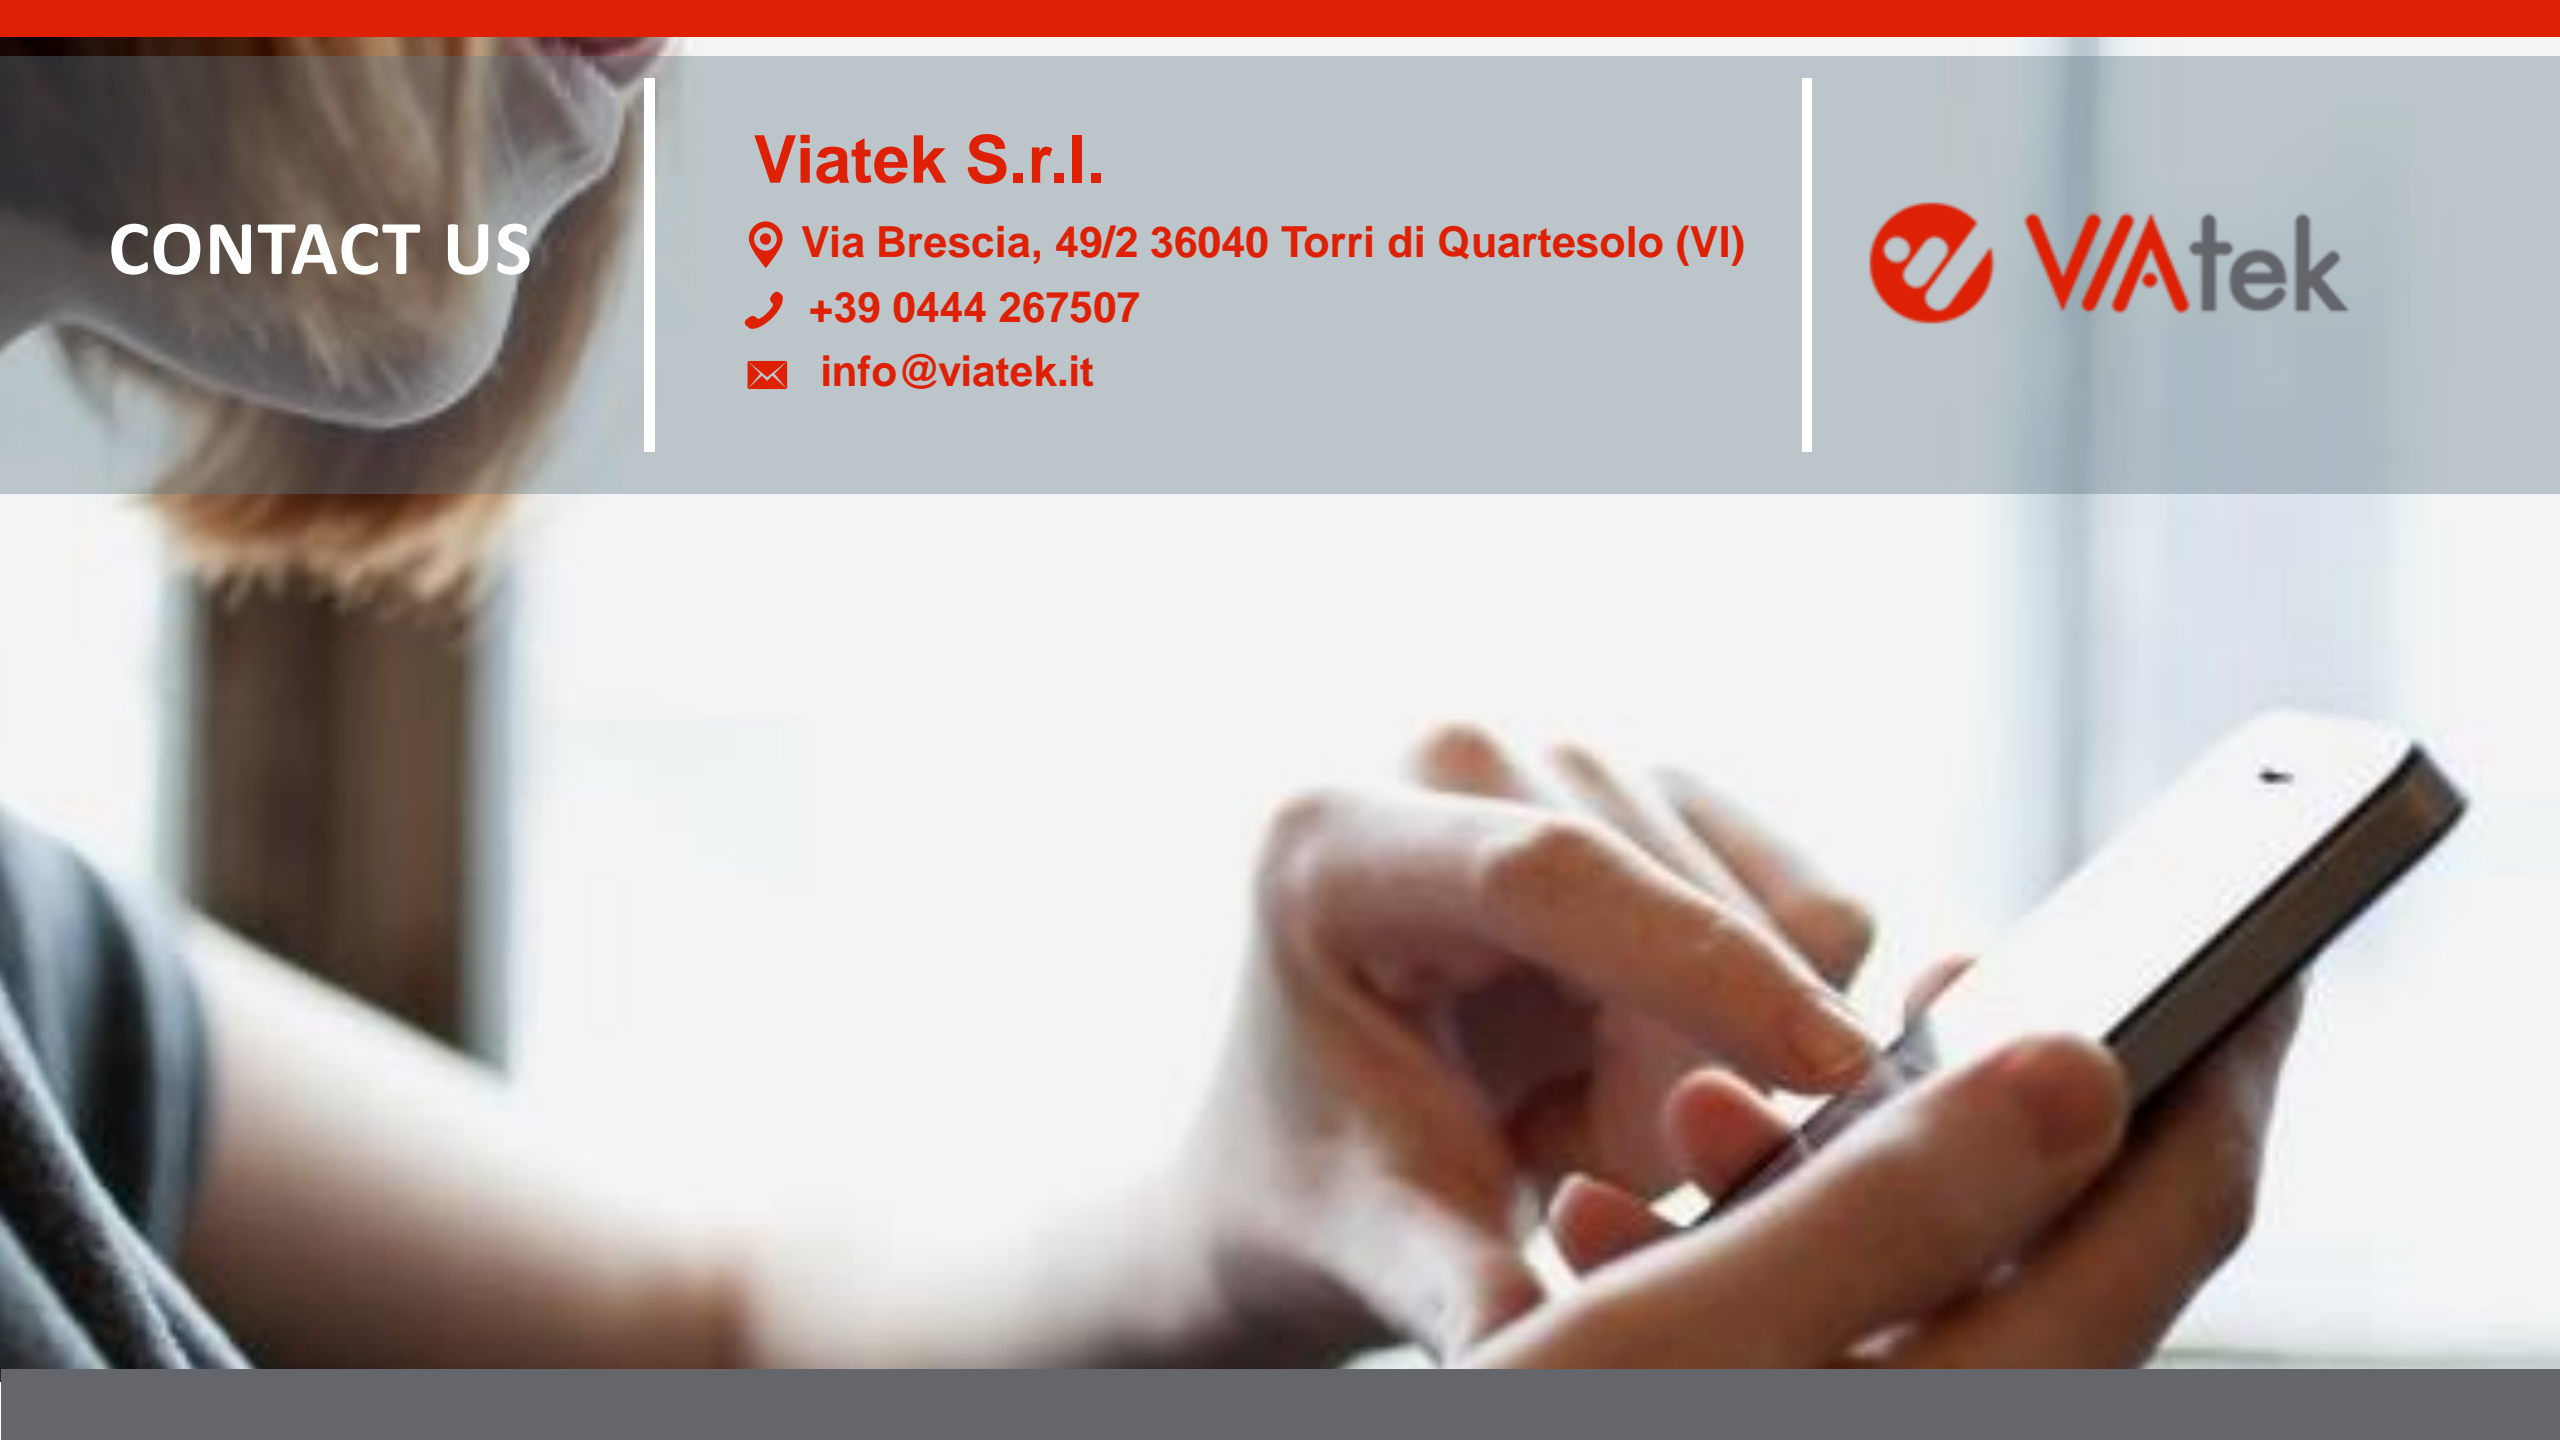 CONTACT US
Viatek S.r.l.
Via Brescia, 49/2 36040 Torri di Quartesolo (VI)
+39 0444 267507
info@viatek.it
VIAtek